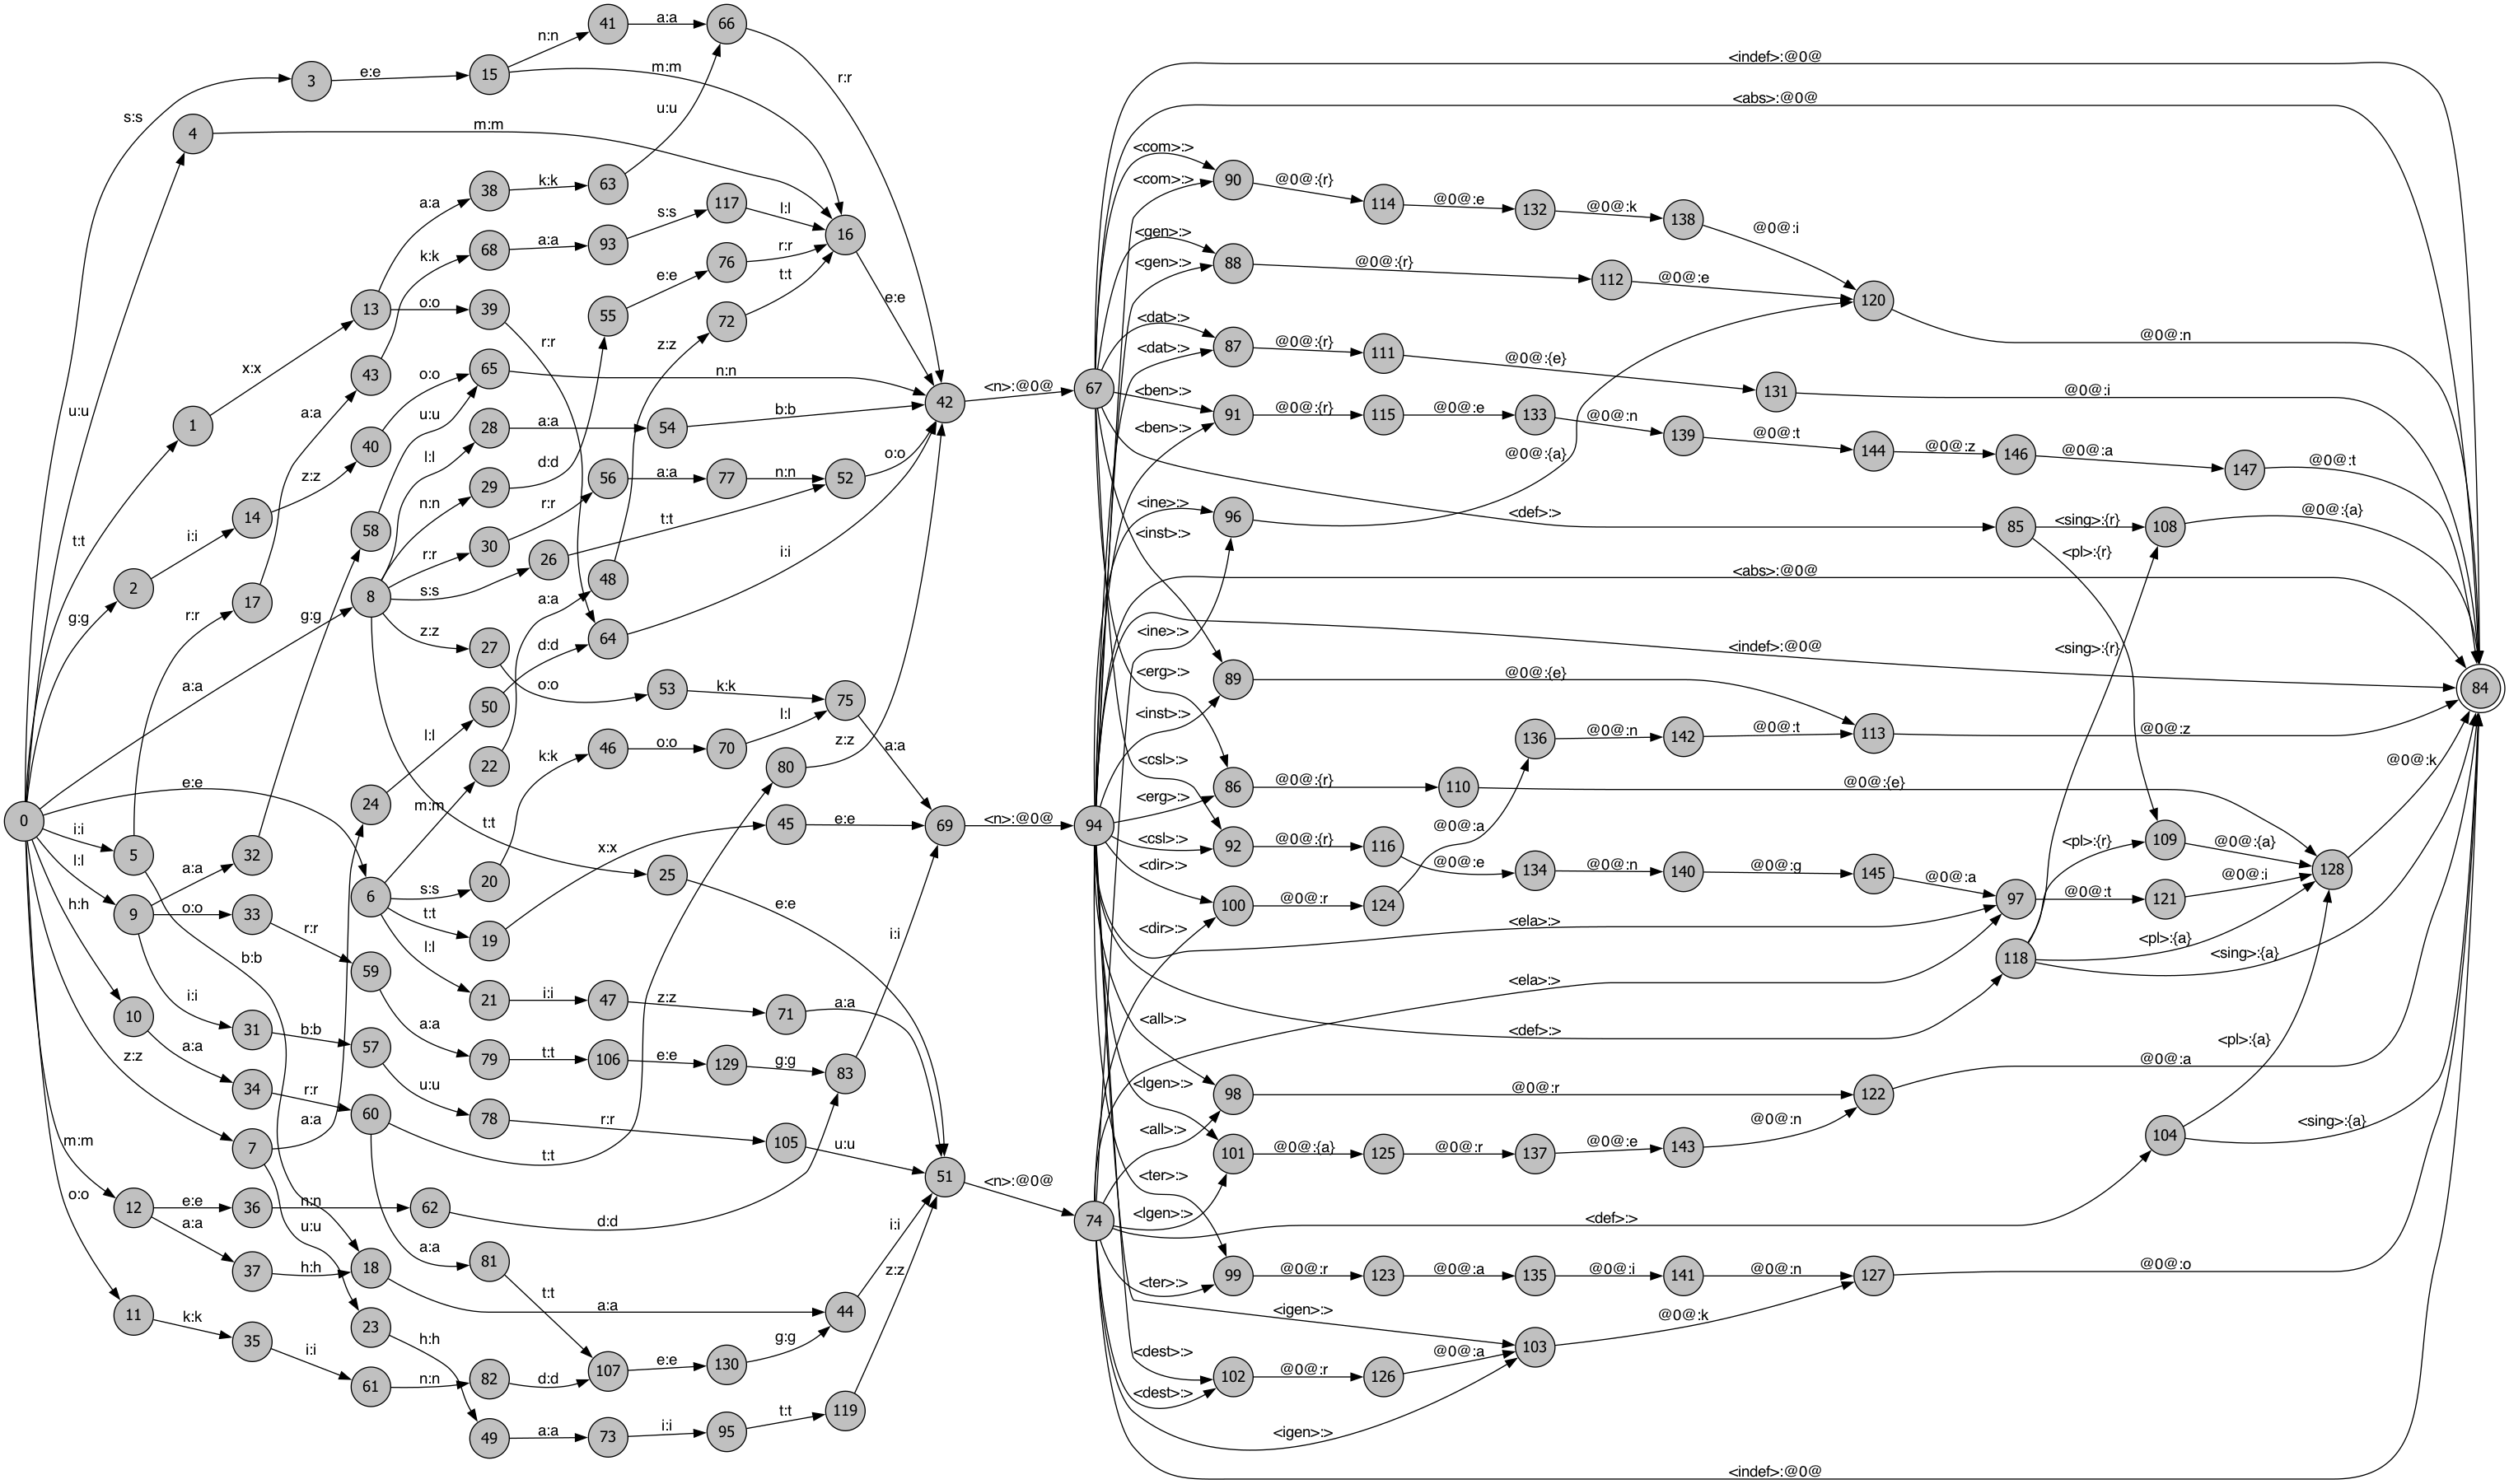 0
s:s
u:u
t:t
g:g
a:a
e:e
i:i
l:l
h:h
z:z
m:m
o:o
3
e:e
15
n:n
41
a:a
66
r:r
m:m
4
m:m
u:u
1
x:x
13
a:a
38
k:k
63
o:o
39
r:r
2
i:i
14
z:z
40
o:o
65
n:n
5
r:r
17
a:a
43
k:k
68
a:a
93
s:s
117
l:l
16
e:e
b:b
8
l:l
28
a:a
54
b:b
n:n
29
d:d
55
e:e
76
r:r
r:r
30
r:r
56
a:a
77
n:n
52
o:o
s:s
26
t:t
z:z
27
o:o
53
k:k
75
a:a
t:t
25
e:e
6
m:m
22
a:a
48
z:z
72
t:t
s:s
20
k:k
46
o:o
70
l:l
t:t
19
x:x
45
e:e
l:l
21
i:i
47
z:z
71
a:a
9
a:a
32
g:g
58
u:u
o:o
33
r:r
59
a:a
79
t:t
106
e:e
129
g:g
83
i:i
i:i
31
b:b
57
u:u
78
r:r
105
u:u
10
a:a
34
r:r
60
t:t
80
z:z
a:a
81
t:t
107
e:e
130
g:g
44
i:i
7
a:a
24
l:l
50
d:d
64
i:i
u:u
23
h:h
49
a:a
73
i:i
95
t:t
119
z:z
12
e:e
36
n:n
62
d:d
a:a
37
h:h
18
a:a
11
k:k
35
i:i
61
n:n
82
d:d
42
<n>:@0@
67
69
<n>:@0@
94
51
<n>:@0@
74
<indef>:@0@
<abs>:@0@
<com>:>
<com>:>
90
@0@:{r}
114
@0@:e
132
@0@:k
138
@0@:i
<gen>:>
<gen>:>
88
@0@:{r}
112
@0@:e
120
@0@:n
<dat>:>
<dat>:>
87
@0@:{r}
111
@0@:{e}
131
@0@:i
<ben>:>
<ben>:>
91
@0@:{r}
115
@0@:e
133
@0@:n
139
@0@:t
144
@0@:z
146
@0@:a
147
@0@:t
<ine>:>
<ine>:>
96
@0@:{a}
<def>:>
85
<sing>:{r}
108
@0@:{a}
<pl>:{r}
<inst>:>
<inst>:>
89
@0@:{e}
113
@0@:z
<abs>:@0@
<indef>:@0@
84
<erg>:>
<erg>:>
86
@0@:{r}
110
@0@:{e}
128
@0@:k
<csl>:>
<csl>:>
92
@0@:{r}
116
@0@:e
134
@0@:n
140
@0@:g
145
@0@:a
97
@0@:t
121
@0@:i
<dir>:>
<dir>:>
100
@0@:r
124
@0@:a
136
@0@:n
142
@0@:t
<ela>:>
<ela>:>
<def>:>
118
<sing>:{r}
<pl>:{r}
109
@0@:{a}
<pl>:{a}
<sing>:{a}
<all>:>
<all>:>
98
@0@:r
122
@0@:a
<lgen>:>
<lgen>:>
101
@0@:{a}
125
@0@:r
137
@0@:e
143
@0@:n
<def>:>
104
<pl>:{a}
<sing>:{a}
<ter>:>
<ter>:>
99
@0@:r
123
@0@:a
135
@0@:i
141
@0@:n
127
@0@:o
<igen>:>
<igen>:>
103
@0@:k
<dest>:>
<dest>:>
102
@0@:r
126
@0@:a
<indef>:@0@